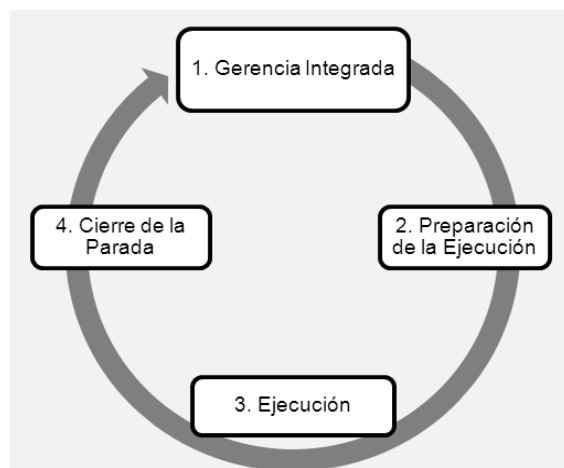 1. Gerencia Integrada
2. Preparación
de la Ejecución
3. Ejecución
4. Cierre de la
Parada